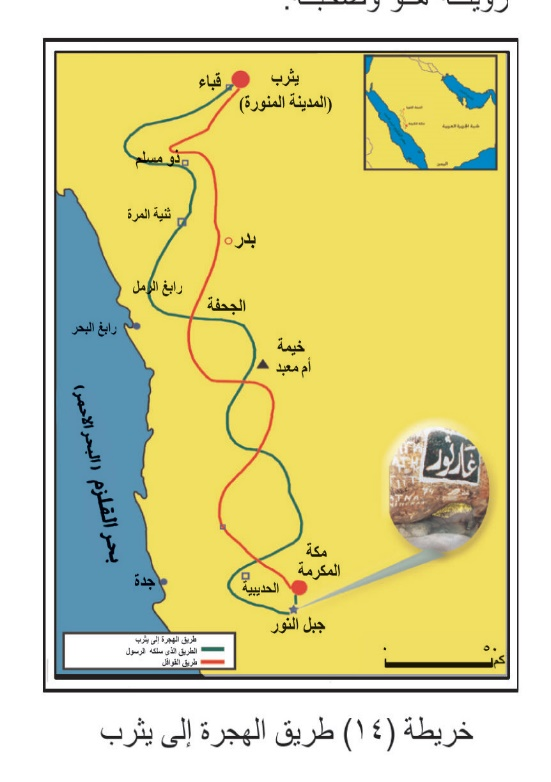 يثرب
(المدينة المنورة)
قباء
ذو مسلم
ثنية المرة
بدر
رابغ الرمل
الجحفة
رابغ البحر
خيمة
أم معبد
بحر القلزم (البحر الاحمر)
غار ثور
مكة
المكرمة
الحديبية
جدة
جبل النور
طريق الهجرة إلى يثرب
الطريق الذى سلكه الرسول
طريق القوافل
٥٠
كم
خريطة (١٤) طريق الهجرة إلى يثرب